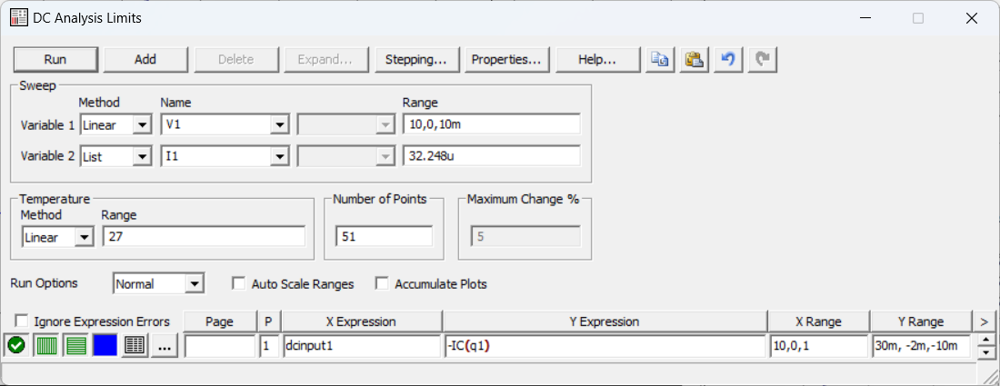 DC Analysis Limits
Run Add Delete Expand... Stepping... Properties... Help...
Sweep
Method Name Range
Variable 1 Linear V1 10,0,10m
Variable 2 List I1 32.248u
Temperature Number of Points Maximum Change %
Method Range
Linear 27 51 5
Run Options Normal Auto Scale Ranges Accumulate Plots
Ignore Expression Errors Page P X Expression Y Expression X Range Y Range >
... 1 dcinput1 -IC(q1) 10,0,1 30m, -2m,-10m